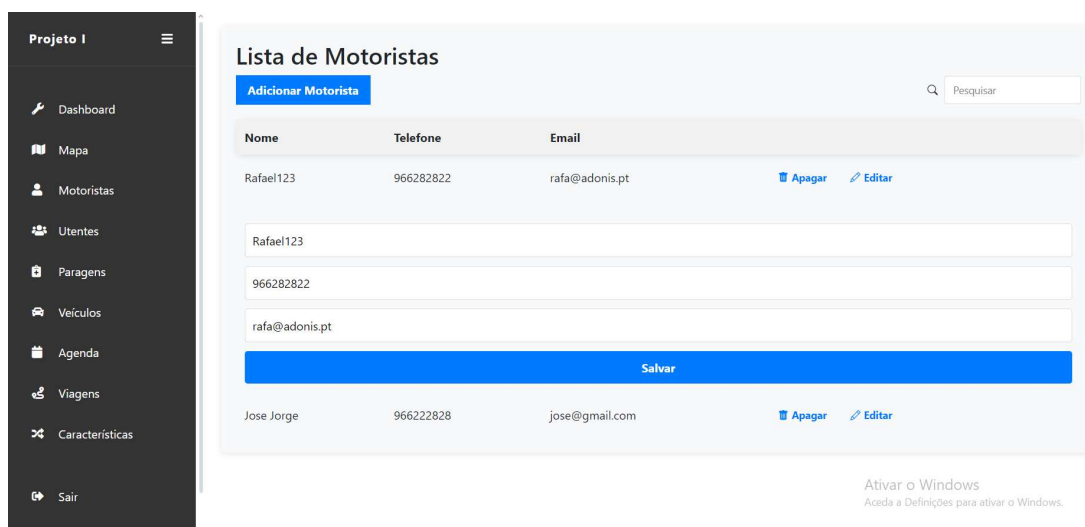 Projeto I
Dashboard
Mapa
Motoristas
Utentes
Paragens
Veículos
Agenda
Viagens
Características
Sair
Lista de Motoristas
Adicionar Motorista
Pesquisar
Nome Telefone Email
Rafael123 966282822 rafa@adonis.pt Apagar Editar
Rafael123
966282822
rafa@adonis.pt
Salvar
Jose Jorge 966222828 jose@gmail.com Apagar Editar
Ativar o Windows
Aceda a Definições para ativar o Windows.